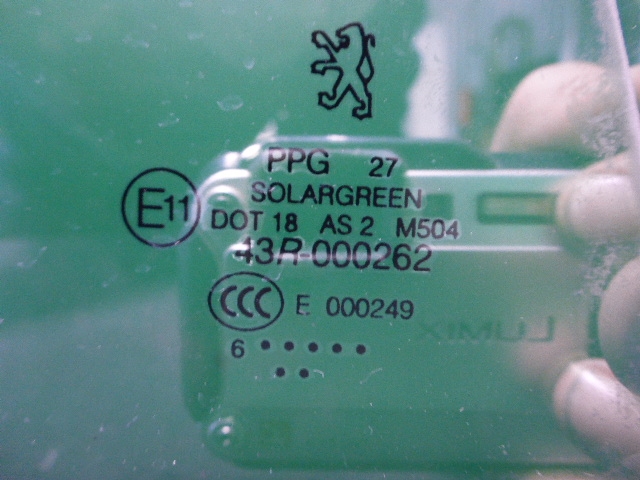 PPG 27
SOLARGREEN
E11
DOT 18 AS 2 M504
43R-000262
CCC E 000249
6 • • • • •
• •
LUMIX